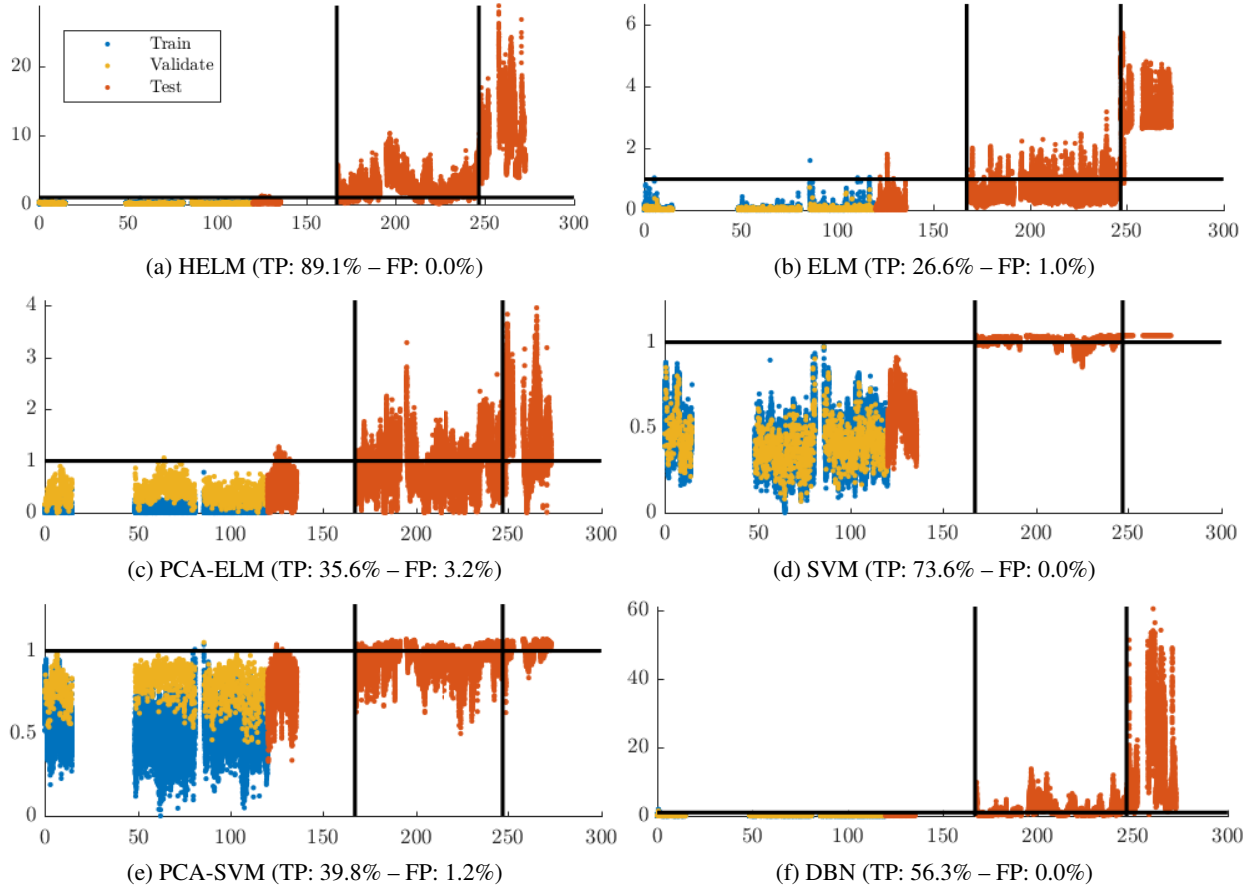 20
10
0
Train
Validate
Test
0 50 100 150 200 250 300
(a) HELM (TP: 89.1% – FP: 0.0%)
6
4
2
0
0 50 100 150 200 250 300
(b) ELM (TP: 26.6% – FP: 1.0%)
4
3
2
1
0
0 50 100 150 200 250 300
(c) PCA-ELM (TP: 35.6% – FP: 3.2%)
1
0.5
0
0 50 100 150 200 250 300
(d) SVM (TP: 73.6% – FP: 0.0%)
1
0.5
0
0 50 100 150 200 250 300
(e) PCA-SVM (TP: 39.8% – FP: 1.2%)
60
40
20
0
0 50 100 150 200 250 300
(f) DBN (TP: 56.3% – FP: 0.0%)